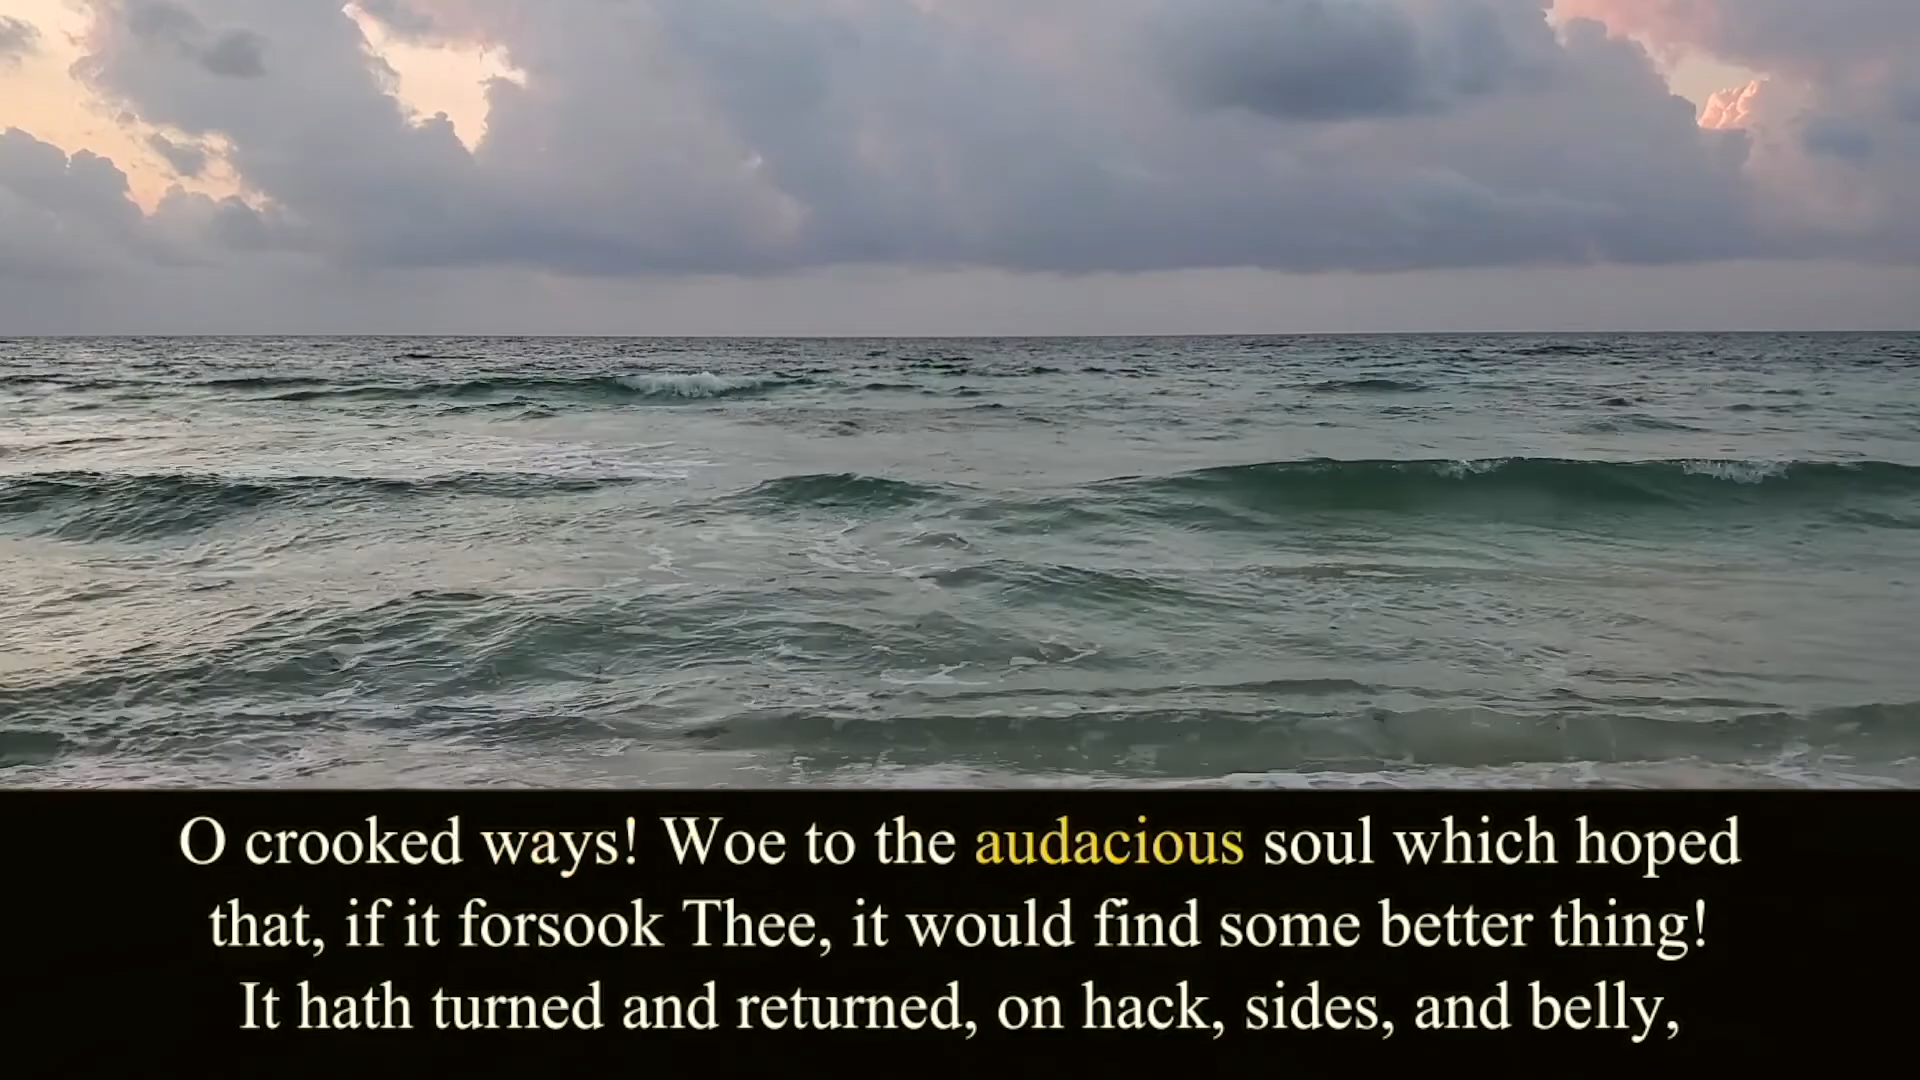 O crooked ways! Woe to the audacious soul which hoped
that, if it forsook Thee, it would find some better thing!
It hath turned and returned, on hack, sides, and belly,